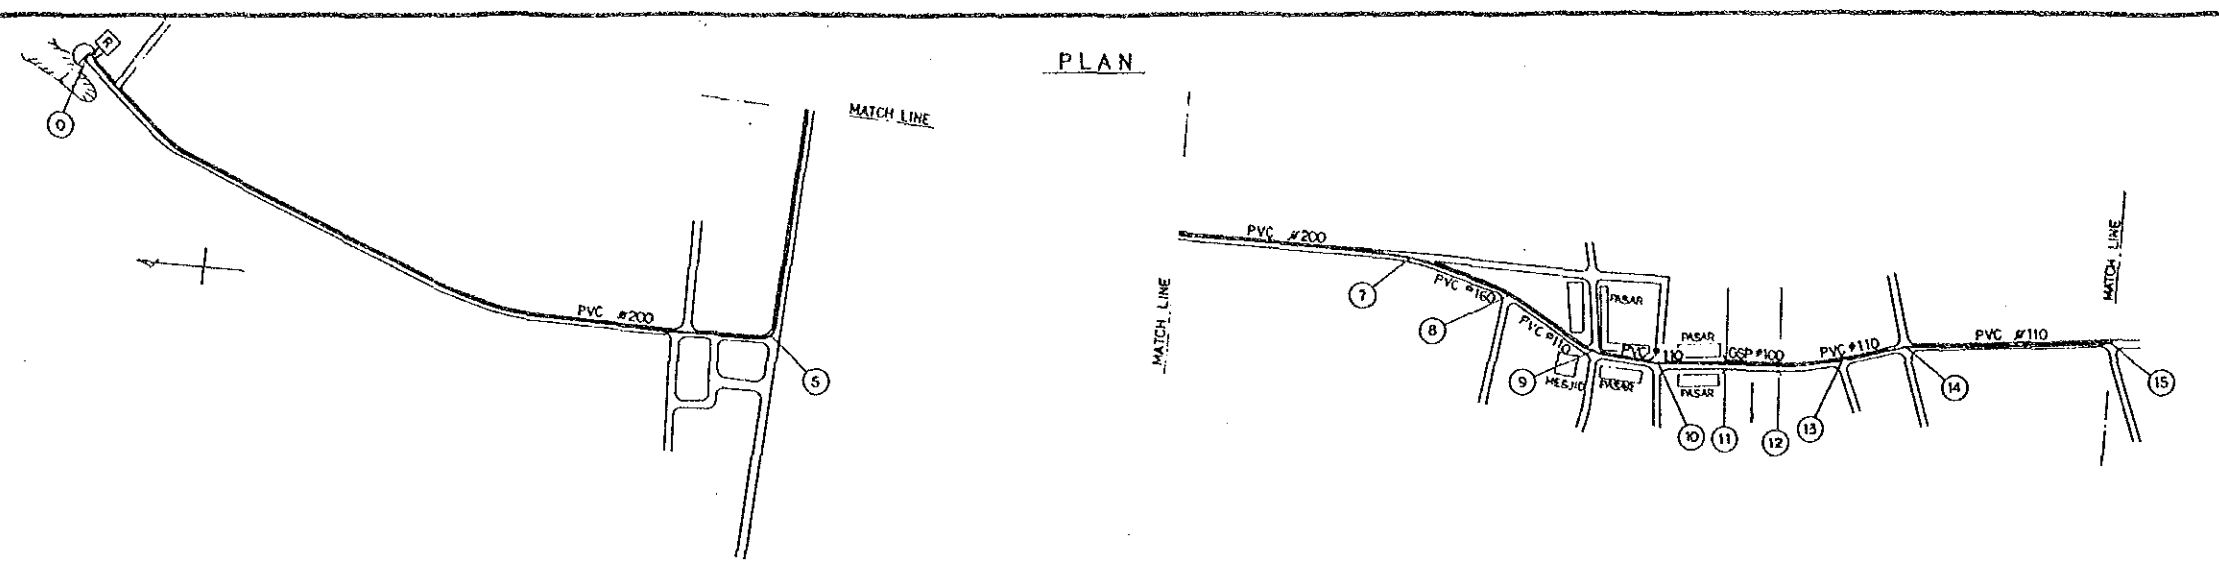 PLAN
R
0
MATCH LINE
PVC ø200
5
MATCH LINE
PVC ø200
7
PVC ø160
8
PVC ø110
9
MESJID
PASAR
PASAR
PVC ø110
10
PASAR
PASAR
11
GSP ø100
12
PVC ø110
13
14
PVC ø110
MATCH LINE
15